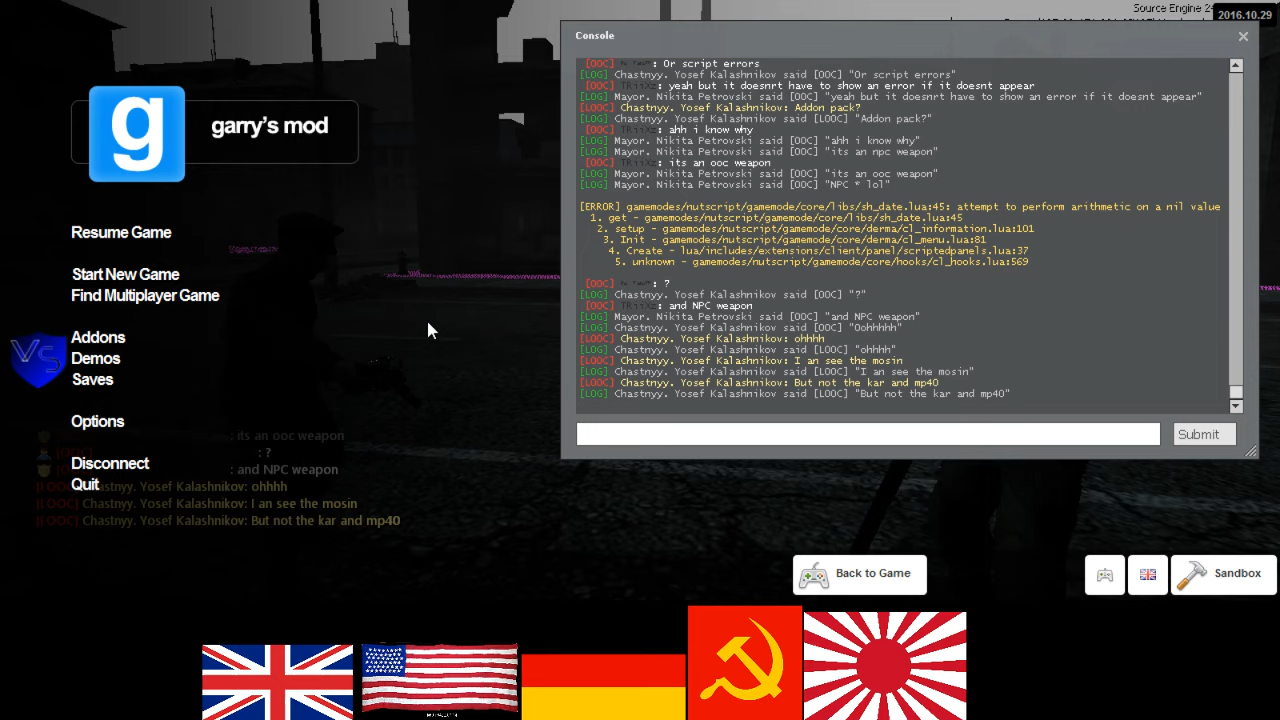 Source Engine 2
2016.10.29
garry's mod
Resume Game
Start New Game
Find Multiplayer Game
Addons
Demos
Saves
Options
Disconnect
Quit
VS
: its an ooc weapon
: ?
: and NPC weapon
[LOOC] Chastnyy. Yosef Kalashnikov: ohhhh
[LOOC] Chastnyy. Yosef Kalashnikov: I an see the mosin
[LOOC] Chastnyy. Yosef Kalashnikov: But not the kar and mp40
Console
[OOC] : Or script errors
[LOG] Chastnyy. Yosef Kalashnikov said [OOC] "Or script errors"
[OOC] TRiiXz: yeah but it doesnrt have to show an error if it doesnt appear
[LOG] Mayor. Nikita Petrovski said [OOC] "yeah but it doesnrt have to show an error if it doesnt appear"
[LOOC] Chastnyy. Yosef Kalashnikov: Addon pack?
[LOG] Chastnyy. Yosef Kalashnikov said [LOOC] "Addon pack?"
[OOC] TRiiXz: ahh i know why
[LOG] Mayor. Nikita Petrovski said [OOC] "ahh i know why"
[LOG] Mayor. Nikita Petrovski said [OOC] "its an npc weapon"
[OOC] TRiiXz: its an ooc weapon
[LOG] Mayor. Nikita Petrovski said [OOC] "its an ooc weapon"
[LOG] Mayor. Nikita Petrovski said [OOC] "NPC * lol"
[ERROR] gamemodes/nutscript/gamemode/core/libs/sh_date.lua:45: attempt to perform arithmetic on a nil value
1. get - gamemodes/nutscript/gamemode/core/libs/sh_date.lua:45
2. setup - gamemodes/nutscript/gamemode/core/derma/cl_information.lua:101
3. Init - gamemodes/nutscript/gamemode/core/derma/cl_menu.lua:81
4. Create - lua/includes/extensions/client/panel/scriptedpanels.lua:37
5. unknown - gamemodes/nutscript/gamemode/core/hooks/cl_hooks.lua:569
[OOC] : ?
[LOG] Chastnyy. Yosef Kalashnikov said [OOC] "?"
[OOC] TRiiXz: and NPC weapon
[LOG] Mayor. Nikita Petrovski said [OOC] "and NPC weapon"
[LOG] Chastnyy. Yosef Kalashnikov said [OOC] "Oohhhhh"
[LOOC] Chastnyy. Yosef Kalashnikov: ohhhh
[LOG] Chastnyy. Yosef Kalashnikov said [LOOC] "ohhhh"
[LOOC] Chastnyy. Yosef Kalashnikov: I an see the mosin
[LOG] Chastnyy. Yosef Kalashnikov said [LOOC] "I an see the mosin"
[LOOC] Chastnyy. Yosef Kalashnikov: But not the kar and mp40
[LOG] Chastnyy. Yosef Kalashnikov said [LOOC] "But not the kar and mp40"
Submit
Back to Game
Sandbox